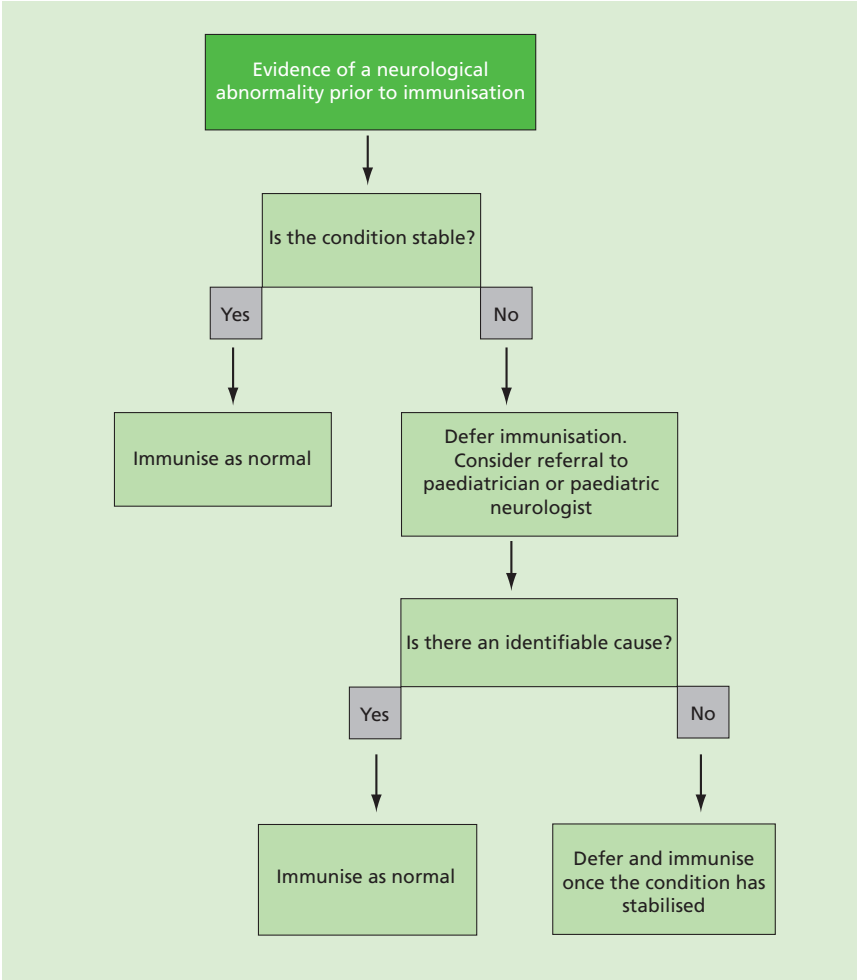 Evidence of a neurological
abnormality prior to immunisation
Is the condition stable?
Yes
No
Immunise as normal
Defer immunisation.
Consider referral to
paediatrician or paediatric
neurologist
Is there an identifiable cause?
Yes
No
Immunise as normal
Defer and immunise
once the condition has
stabilised